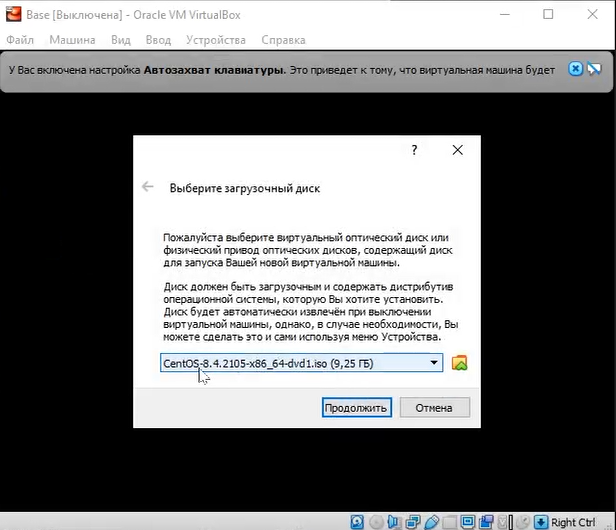 Base [Выключена] - Oracle VM VirtualBox
Файл Машина Вид Ввод Устройства Справка
У Вас включена настройка Автозахват клавиатуры. Это приведет к тому, что виртуальная машина будет
?
Выберите загрузочный диск
Пожалуйста выберите виртуальный оптический диск или
физический привод оптических дисков, содержащий диск
для запуска Вашей новой виртуальной машины.
Диск должен быть загрузочным и содержать дистрибутив
операционной системы, которую Вы хотите установить.
Диск будет автоматически извлечён при выключении
виртуальной машины, однако, в случае необходимости, Вы
можете сделать это и сами используя меню Устройства.
CentOS-8.4.2105-x86_64-dvd1.iso (9,25 ГБ)
Продолжить Отмена
Right Ctrl